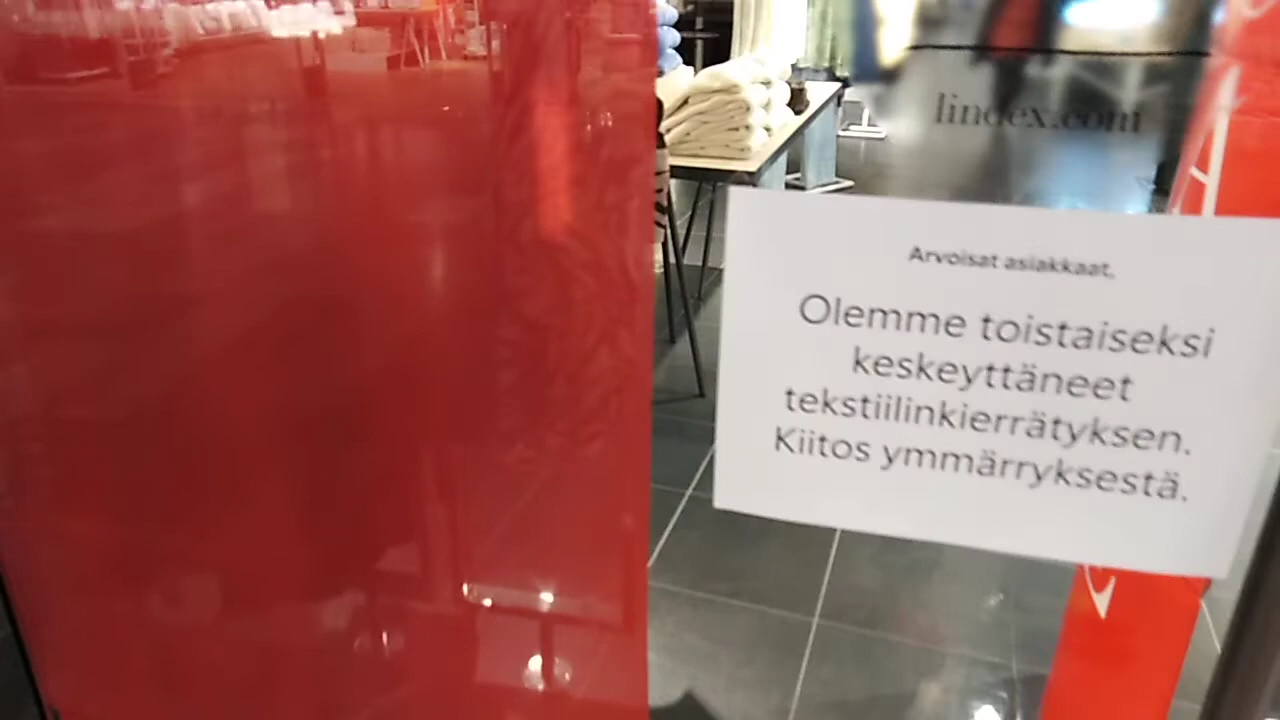 lindex.com
Arvoisat asiakkaat,
Olemme toistaiseksi
keskeyttäneet
tekstiilinkierrätyksen.
Kiitos ymmärryksestä.